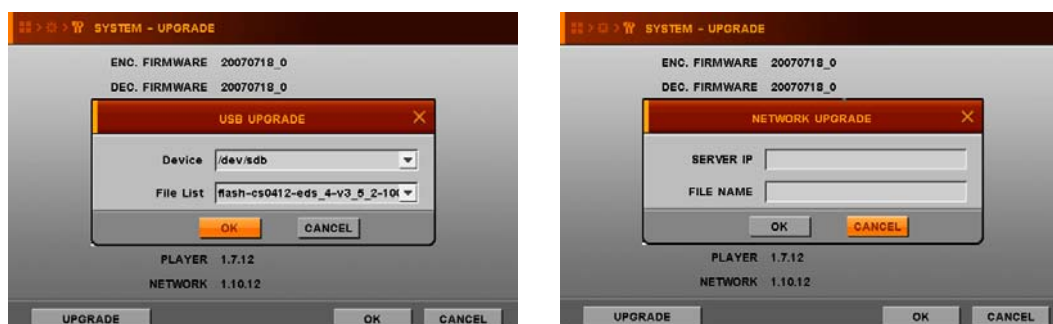 SYSTEM - UPGRADE
ENC. FIRMWARE 20070718_0
DEC. FIRMWARE 20070718_0
USB UPGRADE
Device /dev/sdb
File List flash-cs0412-eds_4-v3_5_2-10
OK CANCEL
PLAYER 1.7.12
NETWORK 1.10.12
UPGRADE OK CANCEL
SYSTEM - UPGRADE
ENC. FIRMWARE 20070718_0
DEC. FIRMWARE 20070718_0
NETWORK UPGRADE
SERVER IP
FILE NAME
OK CANCEL
PLAYER 1.7.12
NETWORK 1.10.12
UPGRADE OK CANCEL